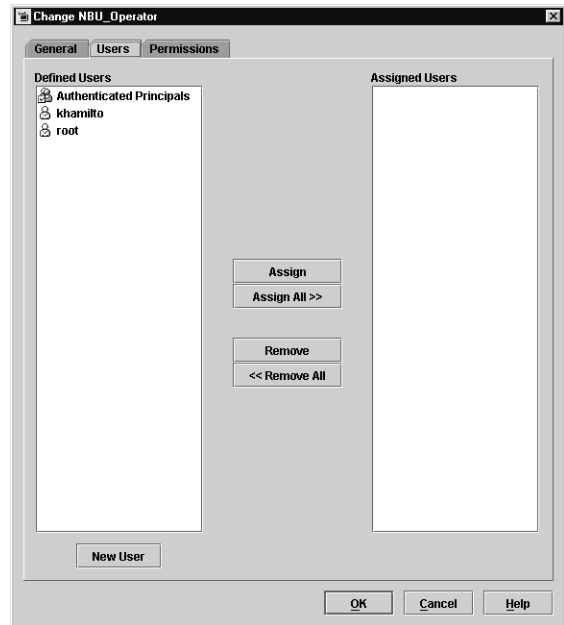 Change NBU_Operator
General Users Permissions
Defined Users
Assigned Users
Authenticated Principals
khamilto
root
Assign
Assign All >>
Remove
<< Remove All
New User
OK Cancel Help